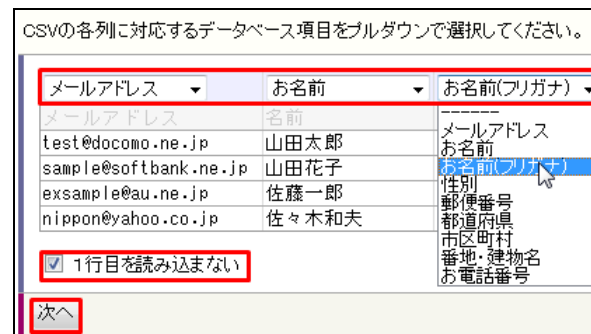 CSVの各列に対応するデータベース項目をプルダウンで選択してください。
メールアドレス お名前 お名前(フリガナ)
メールアドレス 名前
test@docomo.ne.jp 山田太郎
sample@softbank.ne.jp 山田花子
exsample@au.ne.jp 佐藤一郎
nippon@yahoo.co.jp 佐々木和夫
------
メールアドレス
お名前
お名前(フリガナ)
性別
郵便番号
都道府県
市区町村
番地・建物名
お電話番号
1行目を読み込まない
次へ